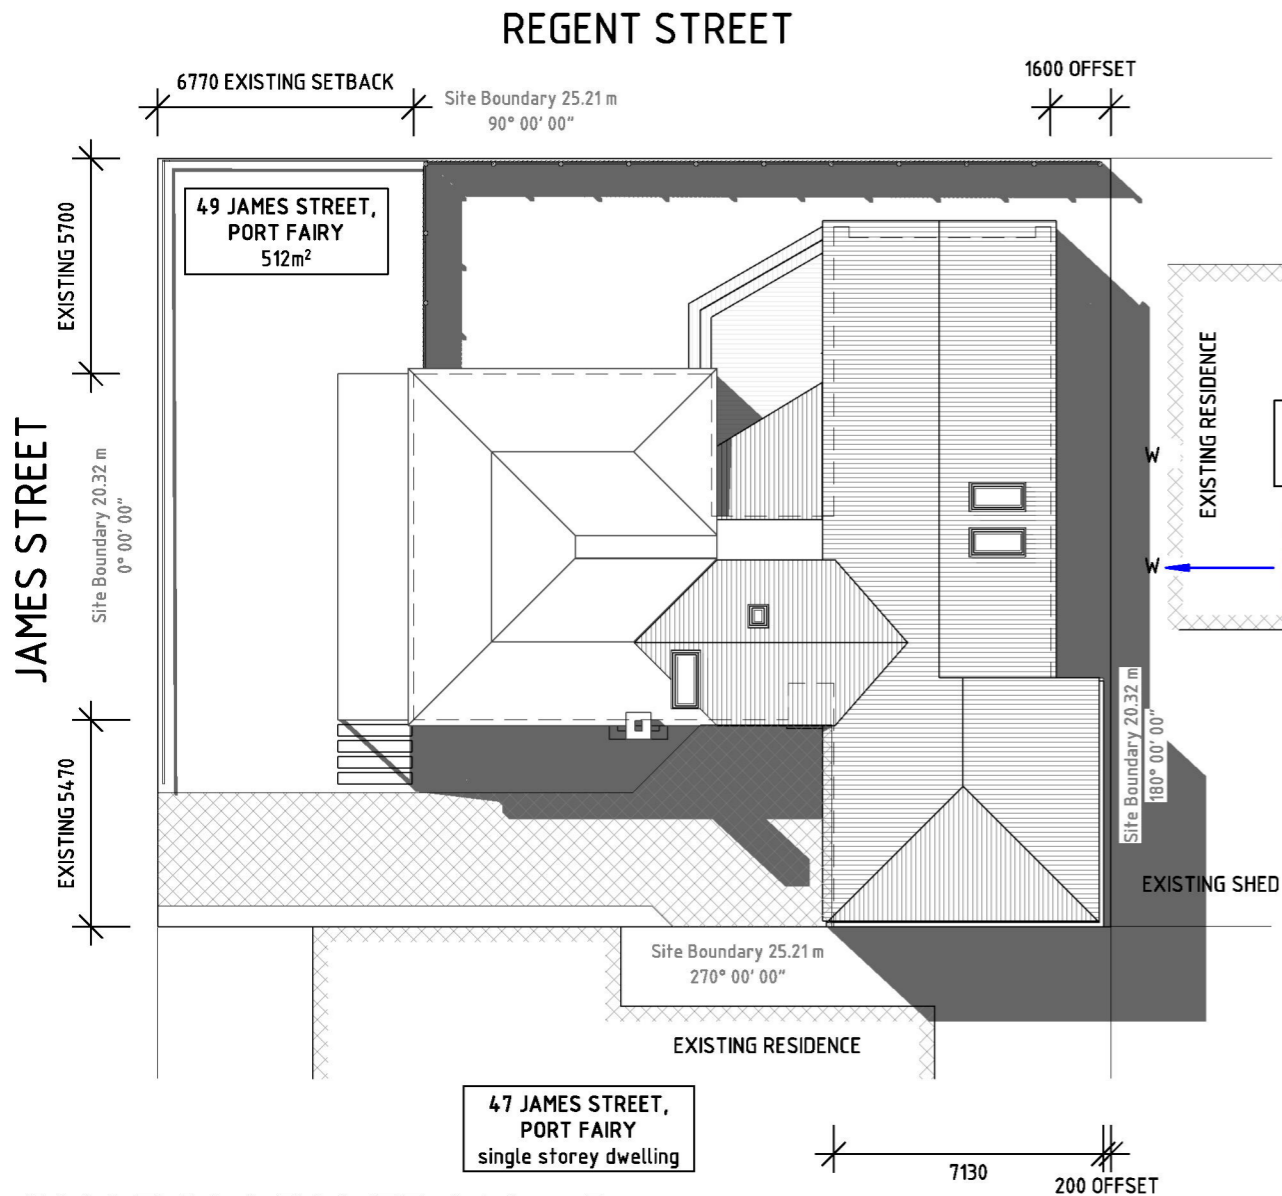 REGENT STREET
6770 EXISTING SETBACK
Site Boundary 25.21 m
90° 00' 00"
1600 OFFSET
49 JAMES STREET,
PORT FAIRY
512m²
EXISTING 5700
JAMES STREET
Site Boundary 20.32 m
0° 00' 00"
EXISTING 5470
W
W
EXISTING RESIDENCE
Site Boundary 20.32 m
180° 00' 00"
EXISTING SHED
Site Boundary 25.21 m
270° 00' 00"
EXISTING RESIDENCE
47 JAMES STREET,
PORT FAIRY
single storey dwelling
7130
200 OFFSET